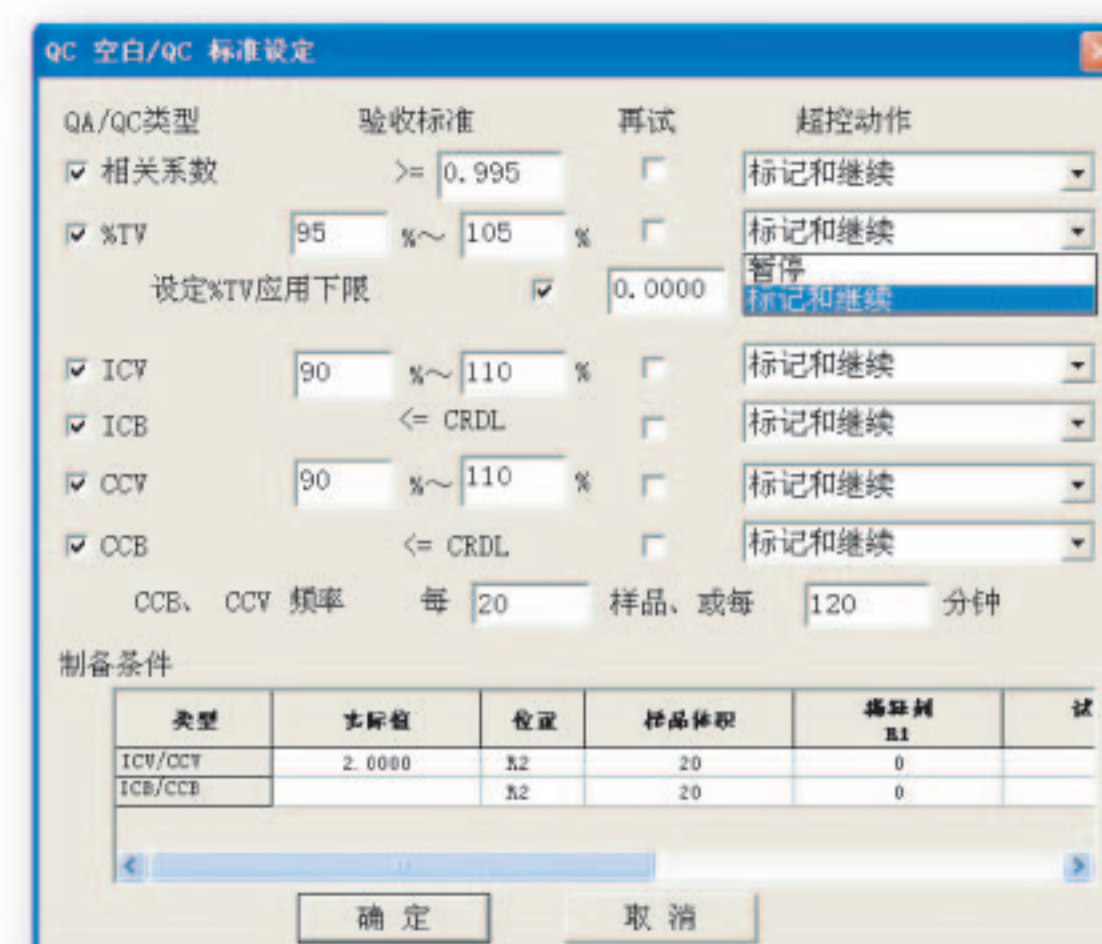 QC 空白/QC 标准设定
QA/QC类型 验收标准 再试 超控动作
相关系数 >= 0.995 标记和继续
%TV 95 %～ 105 % 标记和继续
暂停
设定%TV应用下限 0.0000 标记和继续
ICV 90 %～ 110 % 标记和继续
ICB <= CRDL 标记和继续
CCV 90 %～ 110 % 标记和继续
CCB <= CRDL 标记和继续
CCB、 CCV 频率 每 20 样品、或每 120 分钟
制备条件
类型 实际值 位置 样品体积 稀释剂 试
R1
ICV/CCV 2.0000 R2 20 0
ICB/CCB R2 20 0
确 定 取 消